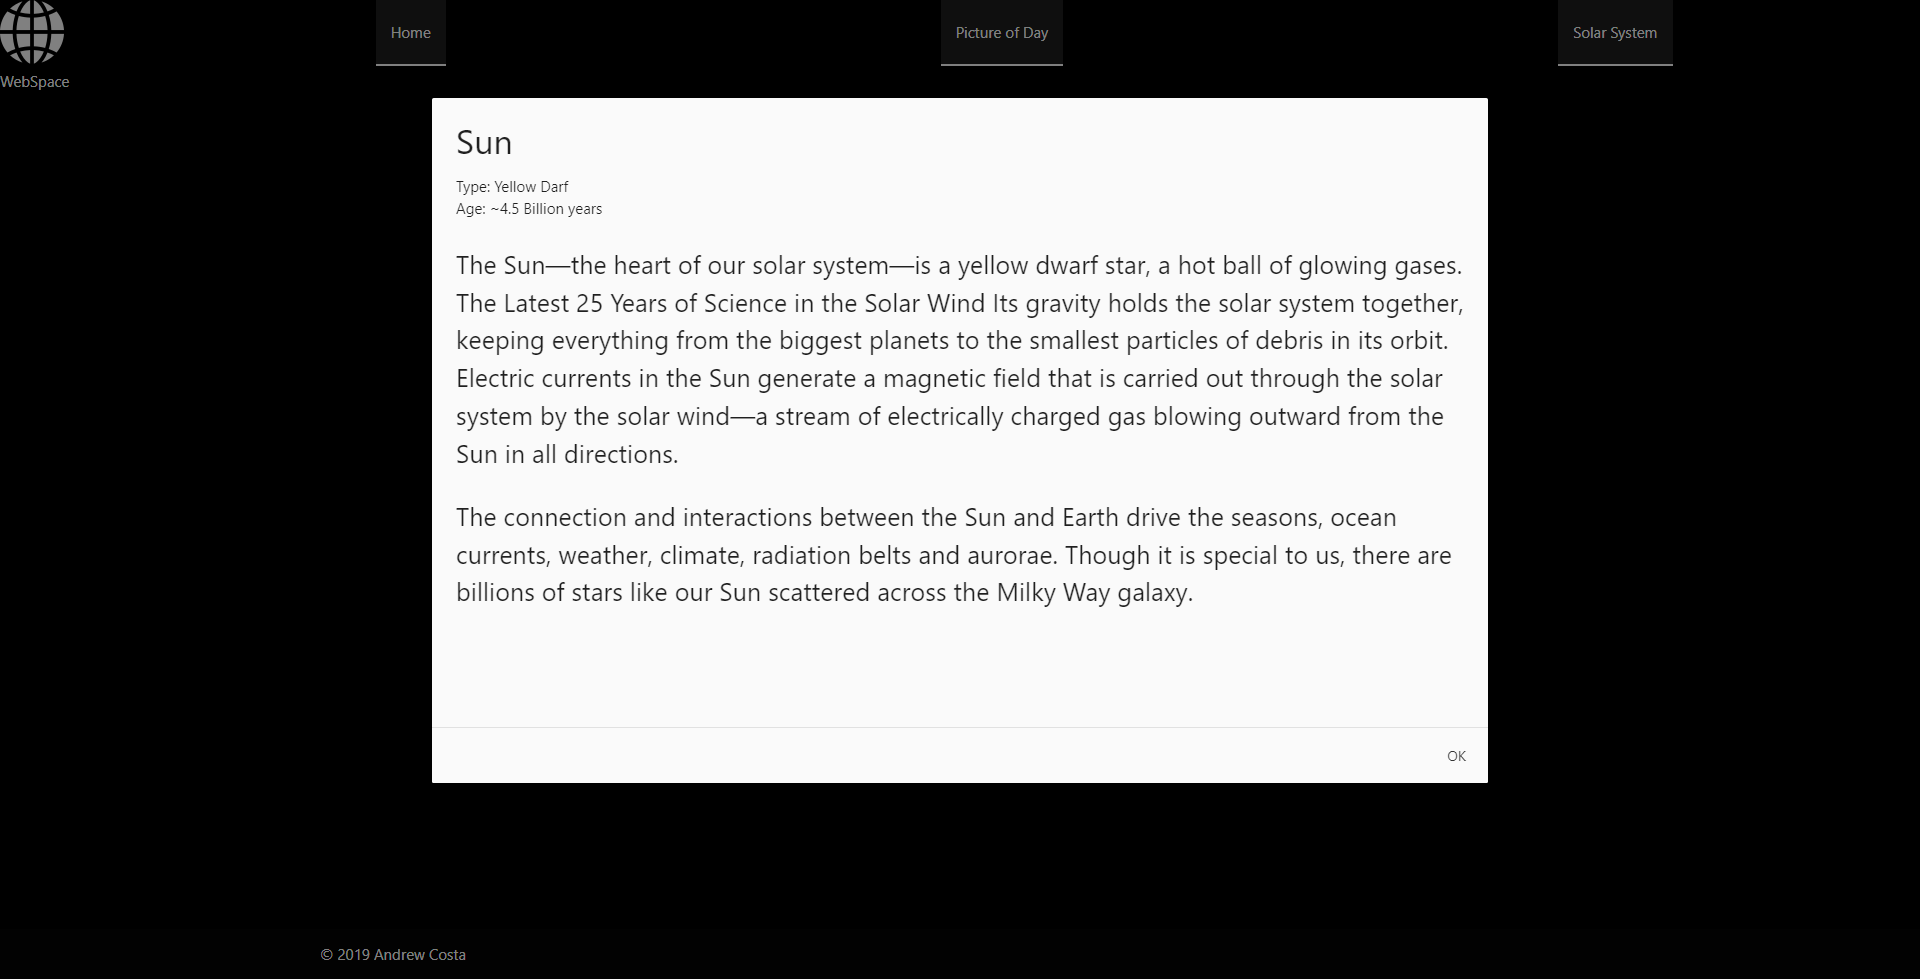 Home
Picture of Day
Solar System
WebSpace
Sun
Type: Yellow Darf
Age: ~4.5 Billion years
The Sun—the heart of our solar system—is a yellow dwarf star, a hot ball of glowing gases.
The Latest 25 Years of Science in the Solar Wind Its gravity holds the solar system together,
keeping everything from the biggest planets to the smallest particles of debris in its orbit.
Electric currents in the Sun generate a magnetic field that is carried out through the solar
system by the solar wind—a stream of electrically charged gas blowing outward from the
Sun in all directions.
The connection and interactions between the Sun and Earth drive the seasons, ocean
currents, weather, climate, radiation belts and aurorae. Though it is special to us, there are
billions of stars like our Sun scattered across the Milky Way galaxy.
OK
© 2019 Andrew Costa